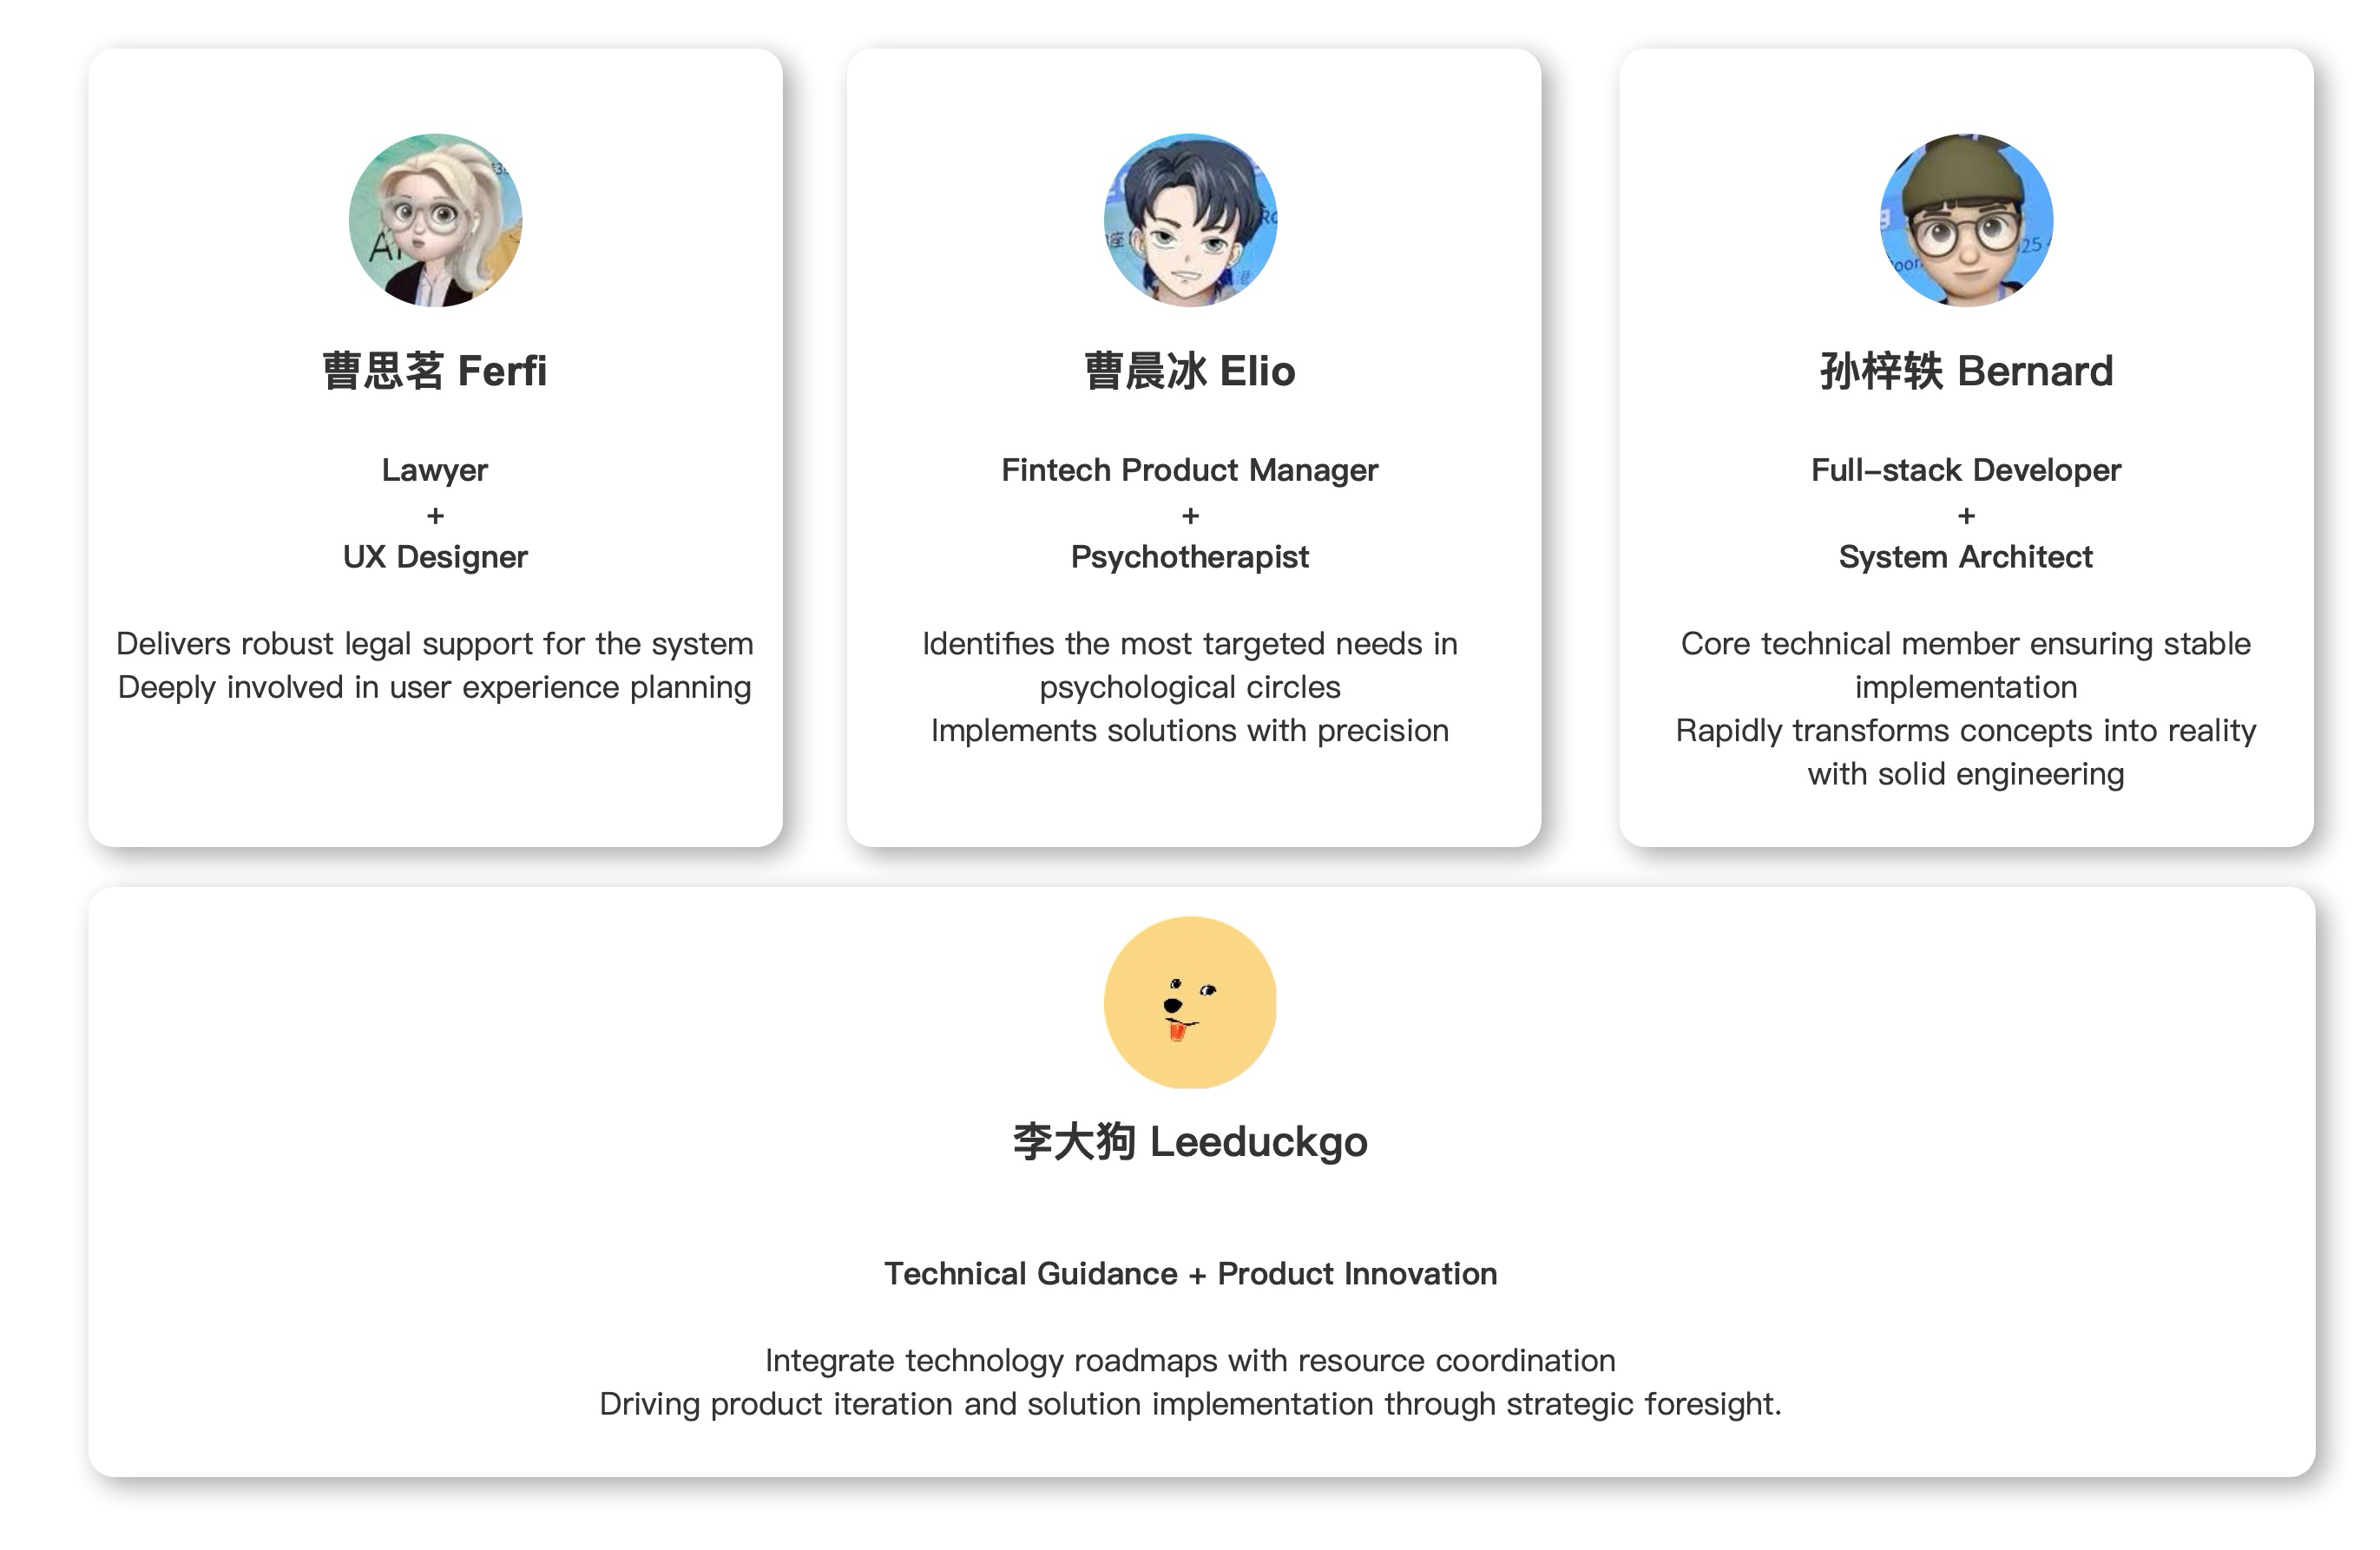 曹思茗 Ferfi
Lawyer
+
UX Designer
Delivers robust legal support for the system
Deeply involved in user experience planning
曹晨冰 Elio
Fintech Product Manager
+
Psychotherapist
Identifies the most targeted needs in
psychological circles
Implements solutions with precision
孙梓轶 Bernard
Full-stack Developer
+
System Architect
Core technical member ensuring stable
implementation
Rapidly transforms concepts into reality
with solid engineering
李大狗 Leeduckgo
Technical Guidance + Product Innovation
Integrate technology roadmaps with resource coordination
Driving product iteration and solution implementation through strategic foresight.